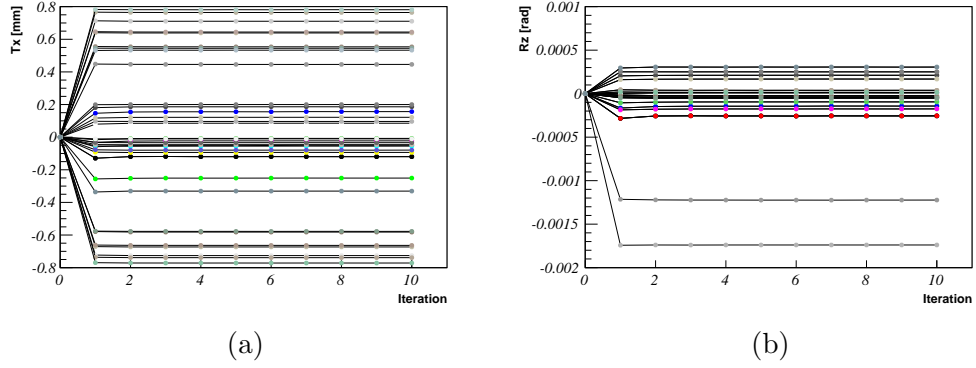 Tx [mm]
0.8
0.6
0.4
0.2
0
-0.2
-0.4
-0.6
-0.8
0 2 4 6 8 10
Iteration
(a)
Rz [rad]
0.001
0.0005
0
-0.0005
-0.001
-0.0015
-0.002
0 2 4 6 8 10
Iteration
(b)